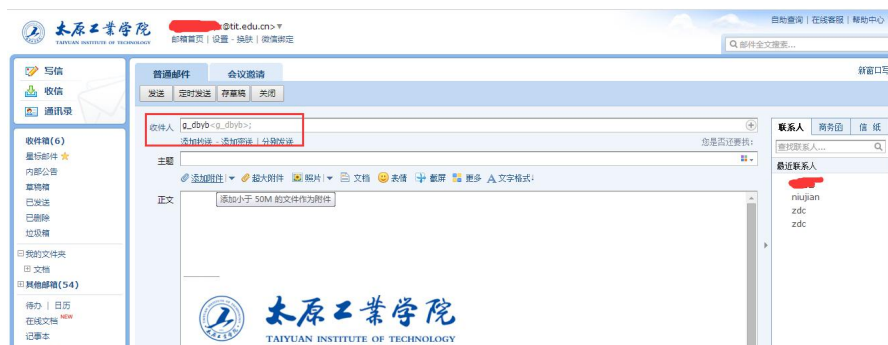 太原工业学院
TAIYUAN INSTITUTE OF TECHNOLOGY
@tit.edu.cn>▼
邮箱首页 | 设置 - 换肤 | 微信绑定
自助查询 | 在线客服 | 帮助中心
邮件全文搜索...
写信
收信
通讯录
收件箱(6)
星标邮件
内部公告
草稿箱
已发送
已删除
垃圾箱
我的文件夹
文档
其他邮箱(54)
待办 | 日历
在线文档 NEW
记事本
普通邮件 会议邀请
新窗口写
发送 定时发送 存草稿 关闭
收件人 g_dbyb<g_dbyb>;
添加抄送 - 添加密送 | 分别发送
您是否还要找:
主题
添加附件 | 超大附件 照片 | 文档 表情 截屏 更多 A 文字格式↓
正文
添加小于 50M 的文件作为附件
太原工业学院
TAIYUAN INSTITUTE OF TECHNOLOGY
联系人 商务函 信 纸
查找联系人...
最近联系人
niujian
zdc
zdc